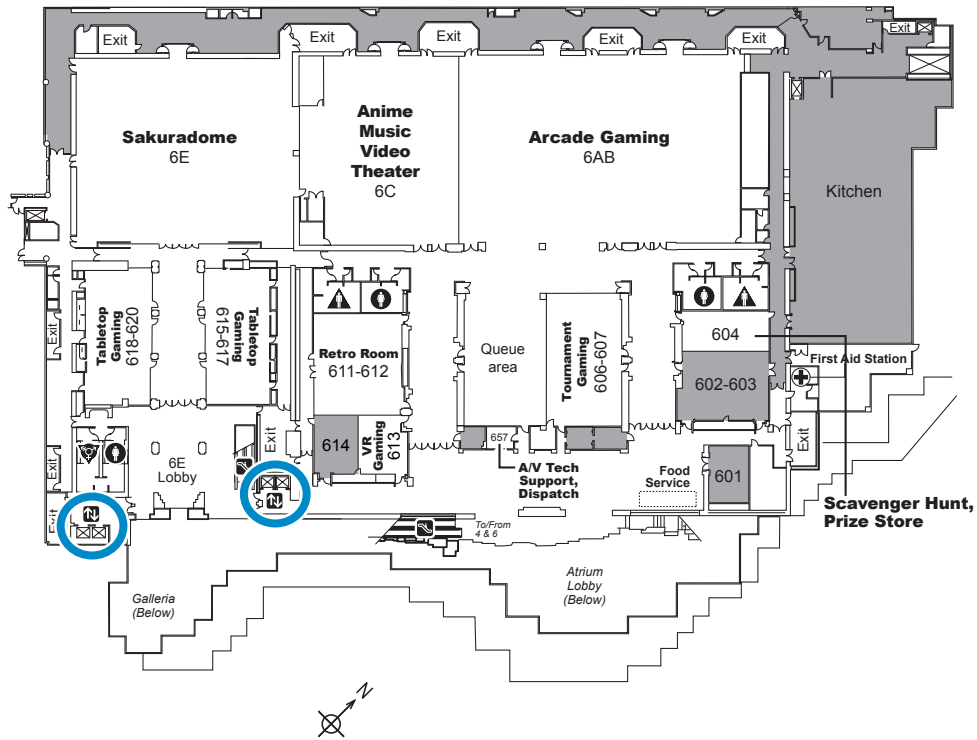 Exit
Exit
Exit
Exit
Exit
Exit
Sakuradome
6E
Anime
Music
Video
Theater
6C
Arcade Gaming
6AB
Kitchen
Exit
Tabletop
Gaming
618-620
Tabletop
Gaming
615-617
Retro Room
611-612
Queue
area
Tournament
Gaming
606-607
604
602-603
First Aid Station
Exit
6E
Lobby
Exit
614
VR
Gaming
613
657
A/V Tech
Support,
Dispatch
Food
Service
601
Exit
Scavenger Hunt,
Prize Store
Exit
To/From
4 & 6
Galleria
(Below)
Atrium
Lobby
(Below)
N